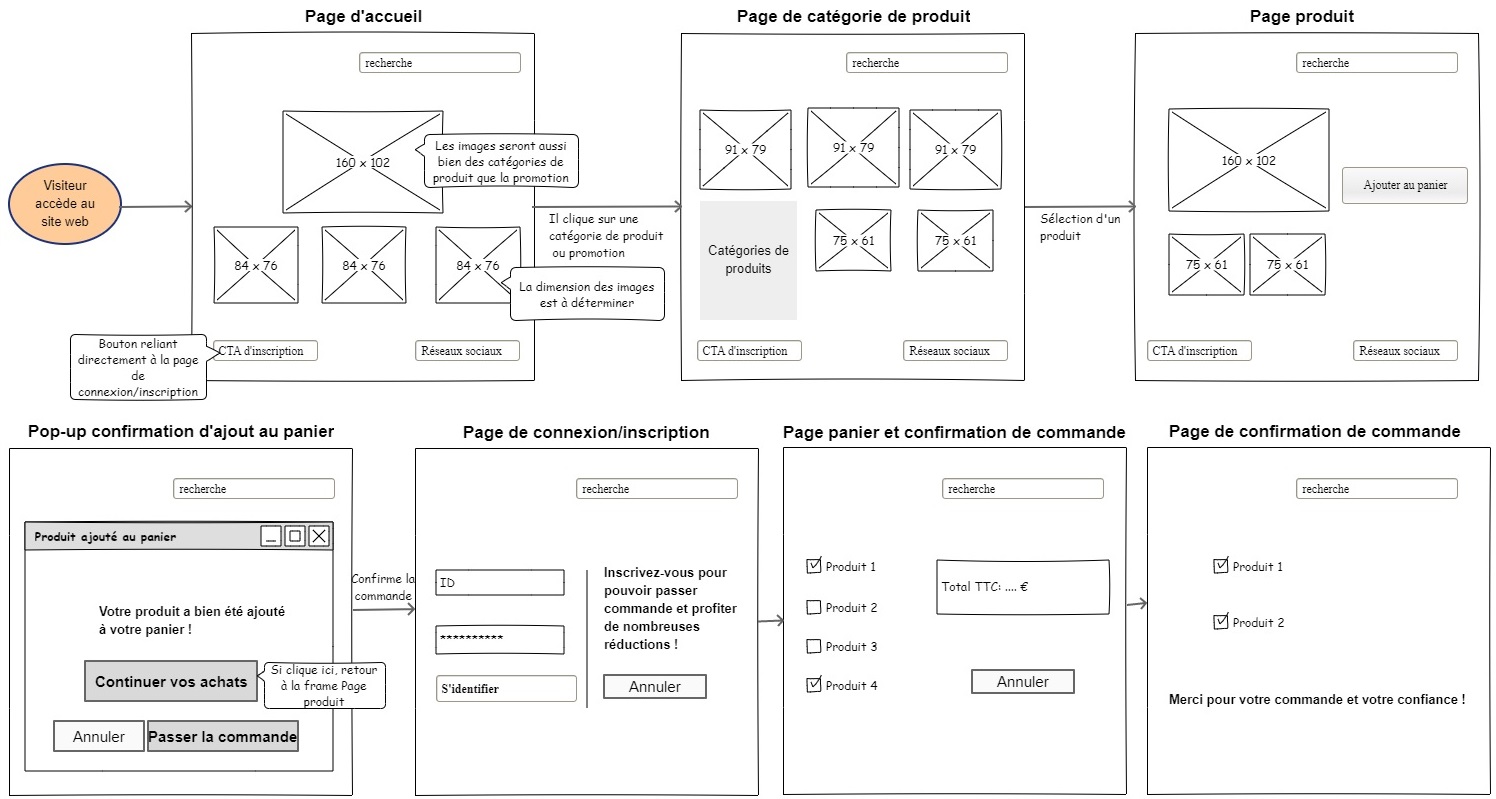 Page d'accueil
recherche
160 x 102
Les images seront aussi
bien des catégories de
produit que la promotion
Visiteur
accède au
site web
84 x 76
84 x 76
84 x 76
Il clique sur une
catégorie de produit
ou promotion
La dimension des images
est à déterminer
Bouton reliant
directement à la page
de
connexion/inscription
CTA d'inscription
Réseaux sociaux
Page de catégorie de produit
recherche
91 x 79
91 x 79
91 x 79
Catégories de
produits
75 x 61
75 x 61
CTA d'inscription
Réseaux sociaux
Sélection d'un
produit
Page produit
recherche
160 x 102
Ajouter au panier
75 x 61
75 x 61
CTA d'inscription
Réseaux sociaux
Pop-up confirmation d'ajout au panier
recherche
Produit ajouté au panier
Votre produit a bien été ajouté
à votre panier !
Continuer vos achats
Si clique ici, retour
à la frame Page
produit
Annuler
Passer la commande
Confirme la
commande
Page de connexion/inscription
recherche
ID
**********
S'identifier
Inscrivez-vous pour
pouvoir passer
commande et profiter
de nombreuses
réductions !
Annuler
Page panier et confirmation de commande
recherche
Produit 1
Produit 2
Produit 3
Produit 4
Total TTC: .... €
Annuler
Page de confirmation de commande
recherche
Produit 1
Produit 2
Merci pour votre commande et votre confiance !